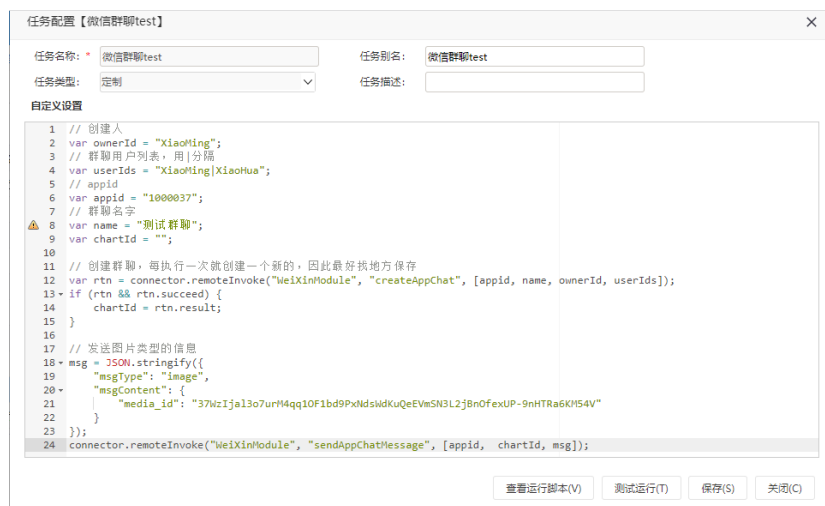 任务配置【微信群聊test】
任务名称: * 微信群聊test 任务别名: 微信群聊test
任务类型: 定制 任务描述:
自定义设置
1 // 创建人
2 var ownerId = "XiaoMing";
3 // 群聊用户列表，用|分隔
4 var userIds = "XiaoMing|XiaoHua";
5 // appid
6 var appid = "1000037";
7 // 群聊名字
8 var name = "测试群聊";
9 var chartId = "";
10
11 // 创建群聊，每执行一次就创建一个新的，因此最好找地方保存
12 var rtn = connector.remoteInvoke("WeiXinModule", "createAppChat", [appid, name, ownerId, userIds]);
13 if (rtn && rtn.succeed) {
14     chartId = rtn.result;
15 }
16
17 // 发送图片类型的信息
18 msg = JSON.stringify({
19     "msgType": "image",
20     "msgContent": {
21         "media_id": "37WzIjal3o7urM4qq1OF1bd9PxNdsWdKuQeEVmSN3L2jBnOfexUP-9nHTRa6KM54V"
22     }
23 });
24 connector.remoteInvoke("WeiXinModule", "sendAppChatMessage", [appid,  chartId, msg]);
查看运行脚本(V) 测试运行(T) 保存(S) 关闭(C)